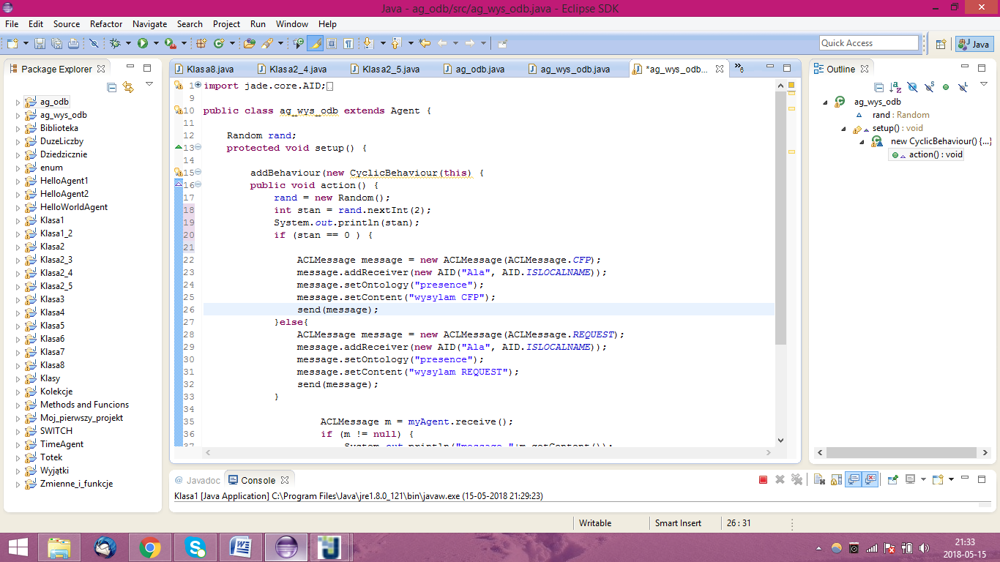 Java - ag_odb/src/ag_wys_odb.java - Eclipse SDK
File Edit Source Refactor Navigate Search Project Run Window Help
Quick Access
Java
Package Explorer
ag_odb
ag_wys_odb
Biblioteka
DuzeLiczby
Dziedzicznie
enum
HelloAgent1
HelloAgent2
HelloWorldAgent
Klasa1
Klasa1_2
Klasa2
Klasa2_3
Klasa2_4
Klasa2_5
Klasa3
Klasa4
Klasa5
Klasa6
Klasa7
Klasa8
Klasy
Kolekcje
Methods and Funcions
Moj_pierwszy_projekt
SWITCH
TimeAgent
Totek
Wyjątki
Zmienne_i_funkcje
Klasa8.java Klasa2_4.java Klasa2_5.java ag_odb.java ag_wys_odb.java *ag_wys_odb... »6
1 import jade.core.AID;
9
10 public class ag_wys_odb extends Agent {
11
12 Random rand;
13 protected void setup() {
14
15 addBehaviour(new CyclicBehaviour(this) {
16 public void action() {
17 rand = new Random();
18 int stan = rand.nextInt(2);
19 System.out.println(stan);
20 if (stan == 0 ) {
21
22 ACLMessage message = new ACLMessage(ACLMessage.CFP);
23 message.addReceiver(new AID("Ala", AID.ISLOCALNAME));
24 message.setOntology("presence");
25 message.setContent("wysylam CFP");
26 send(message);
27 }else{
28 ACLMessage message = new ACLMessage(ACLMessage.REQUEST);
29 message.addReceiver(new AID("Ala", AID.ISLOCALNAME));
30 message.setOntology("presence");
31 message.setContent("wysylam REQUEST");
32 send(message);
33 }
34
35 ACLMessage m = myAgent.receive();
36 if (m != null) {
37 System.out.println("message "+m.getContent());
Outline
ag_wys_odb
rand : Random
setup() : void
new CyclicBehaviour() {...}
action() : void
@ Javadoc Console
Klasa1 [Java Application] C:\Program Files\Java\jre1.8.0_121\bin\javaw.exe (15-05-2018 21:29:23)
Writable Smart Insert 26 : 31
21:33
2018-05-15